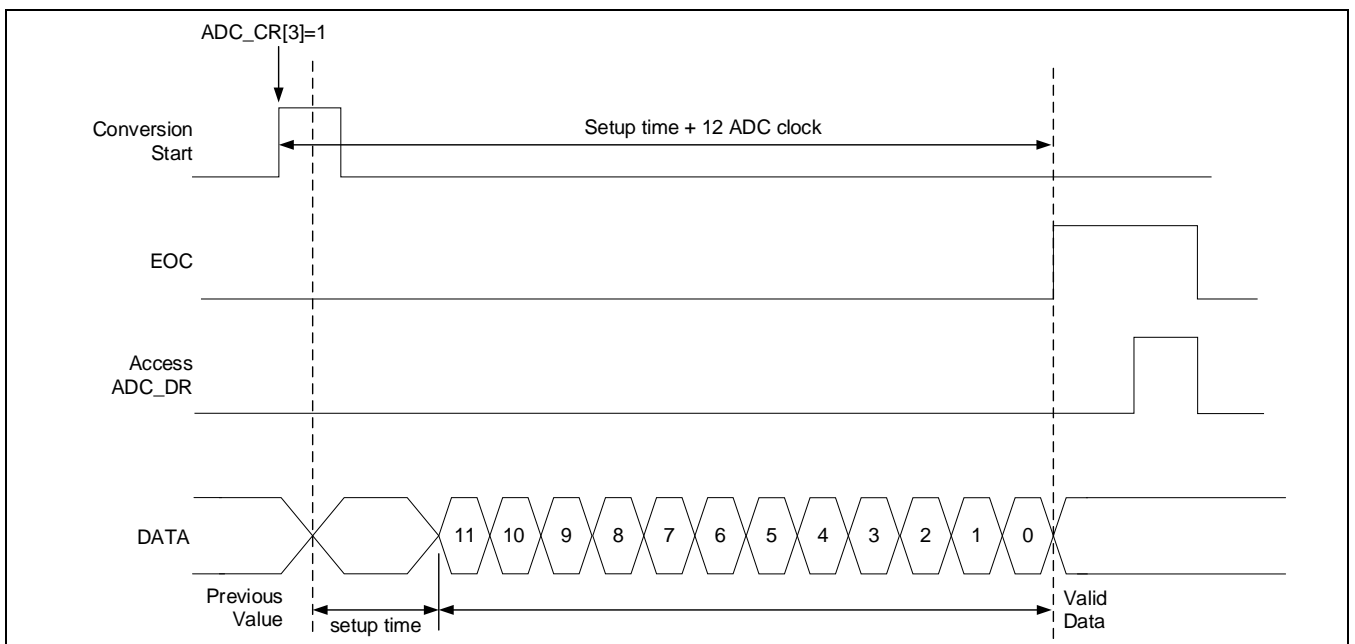 ADC_CR[3]=1
Conversion
Start
Setup time + 12 ADC clock
EOC
Access
ADC_DR
DATA
11 10 9 8 7 6 5 4 3 2 1 0
Previous
Value
setup time
Valid
Data